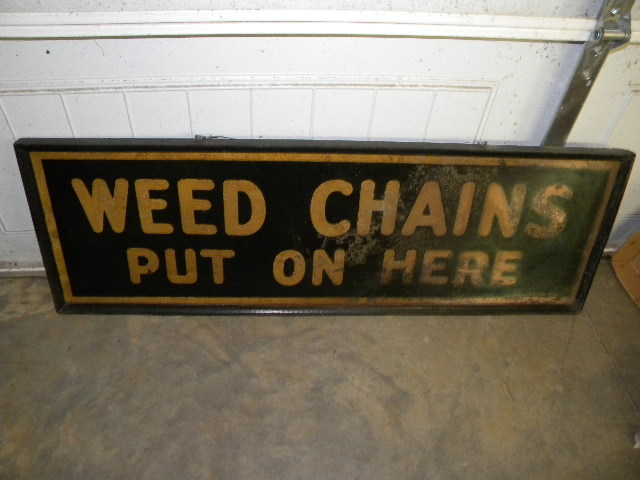 WEED CHAINS
PUT ON HERE